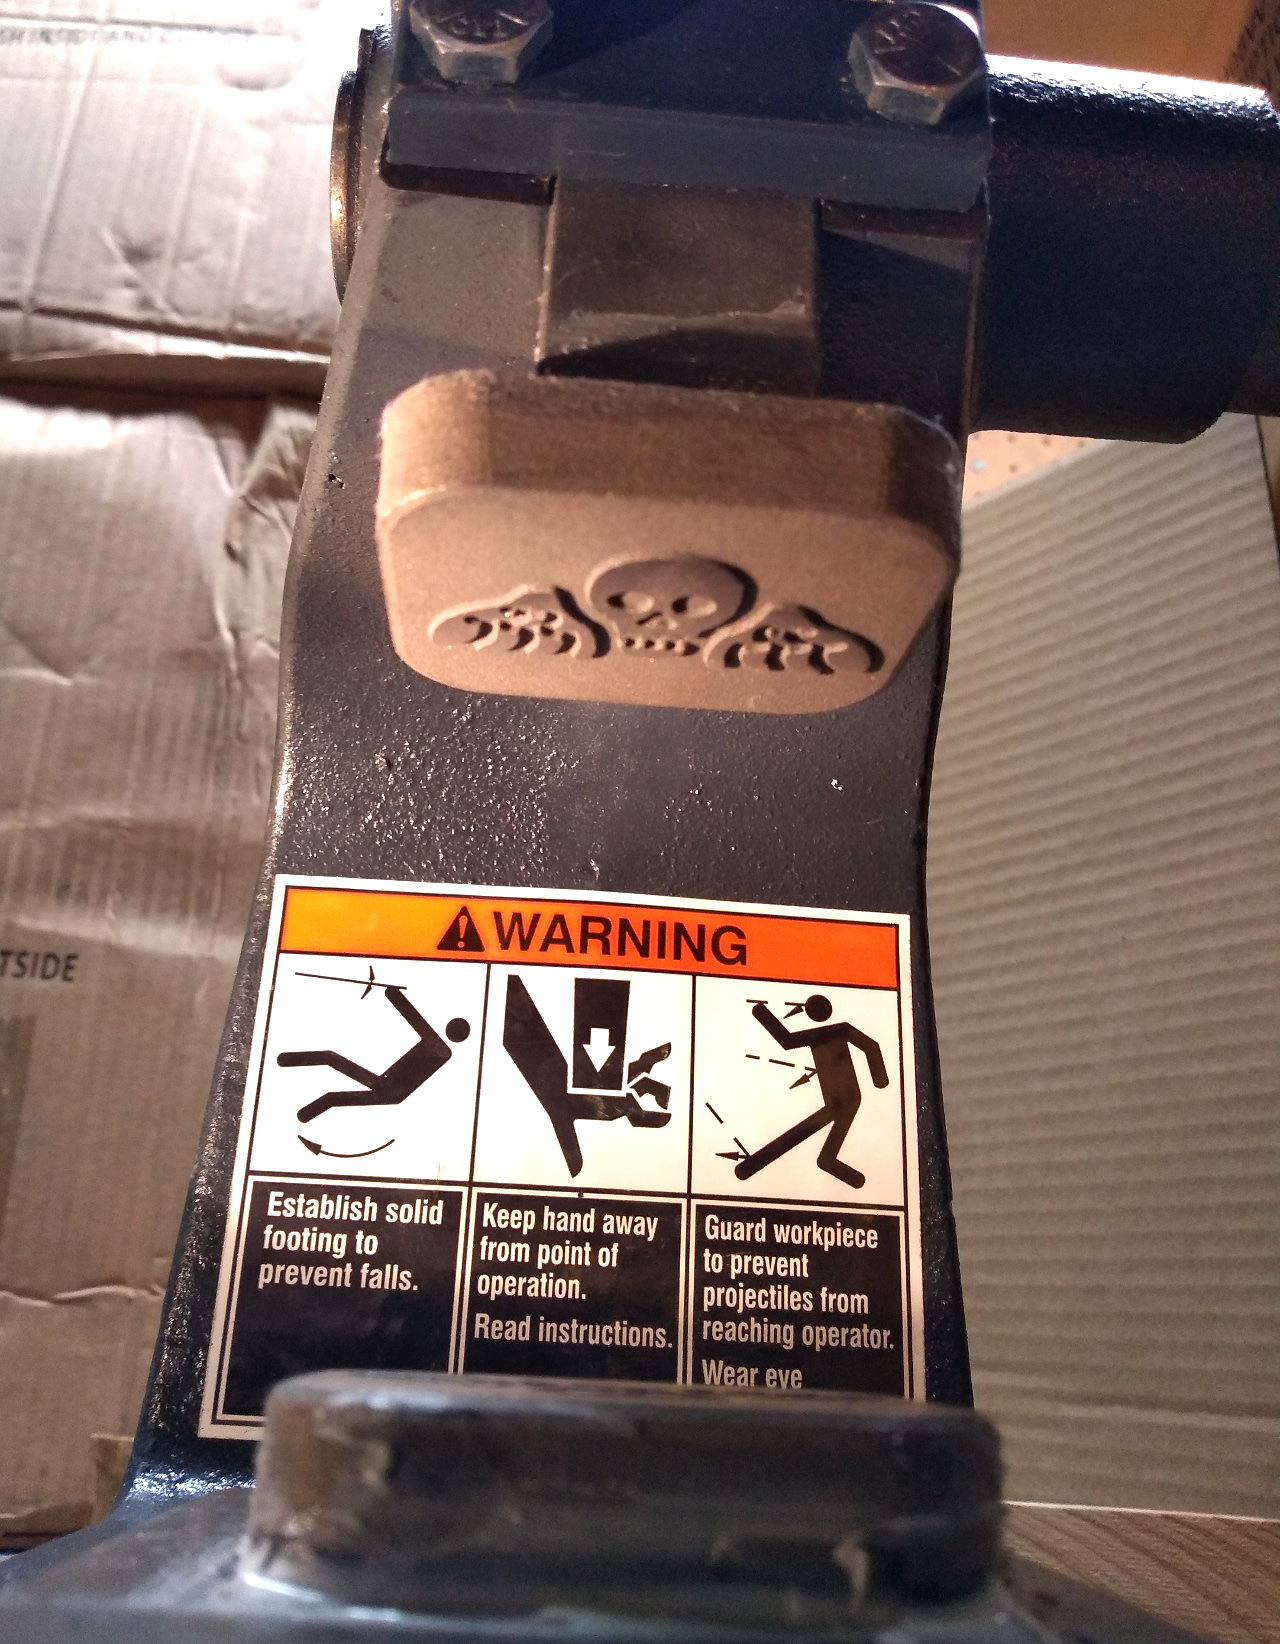 TSIDE
WARNING
Establish solid
footing to
prevent falls.
Keep hand away
from point of
operation.
Read instructions.
Guard workpiece
to prevent
projectiles from
reaching operator.
Wear eye